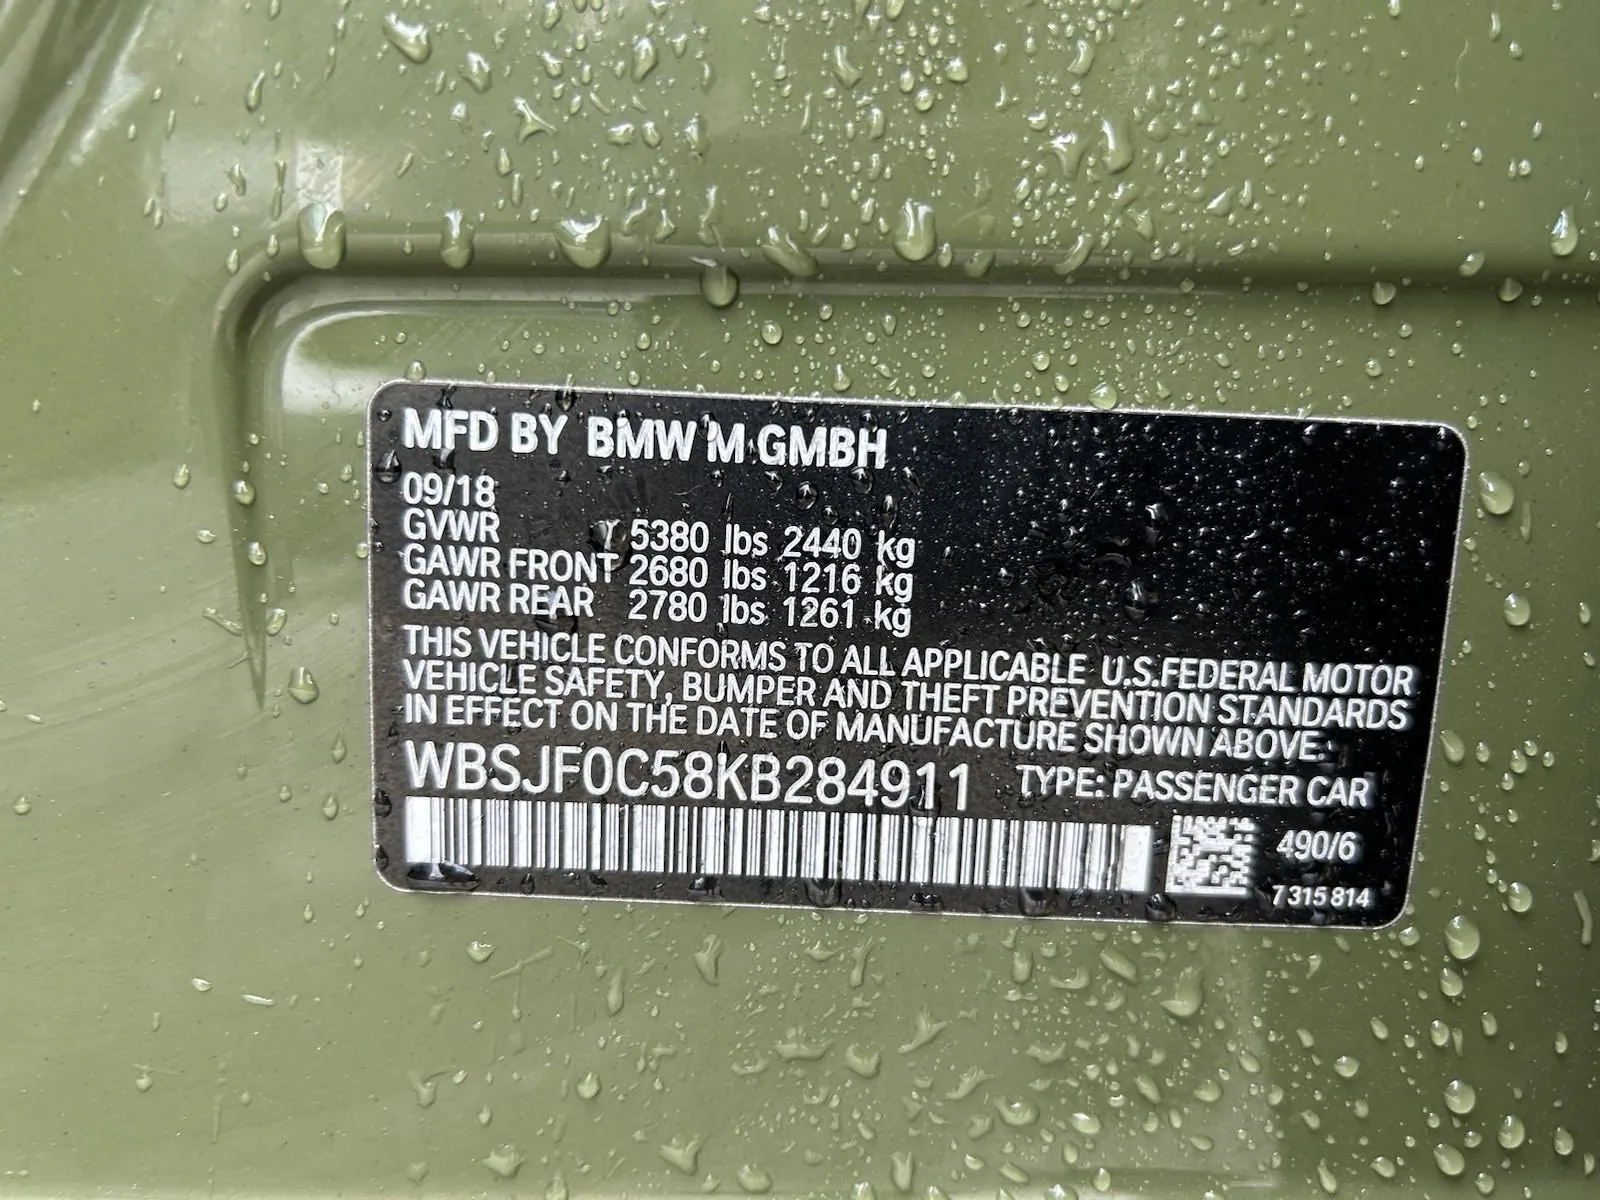 MFD BY BMW M GMBH
09/18
GVWR 5380 lbs 2440 kg
GAWR FRONT 2680 lbs 1216 kg
GAWR REAR 2780 lbs 1261 kg
THIS VEHICLE CONFORMS TO ALL APPLICABLE U.S.FEDERAL MOTOR
VEHICLE SAFETY, BUMPER AND THEFT PREVENTION STANDARDS
IN EFFECT ON THE DATE OF MANUFACTURE SHOWN ABOVE.
WBSJF0C58KB284911 TYPE: PASSENGER CAR
490/6
7 315 814